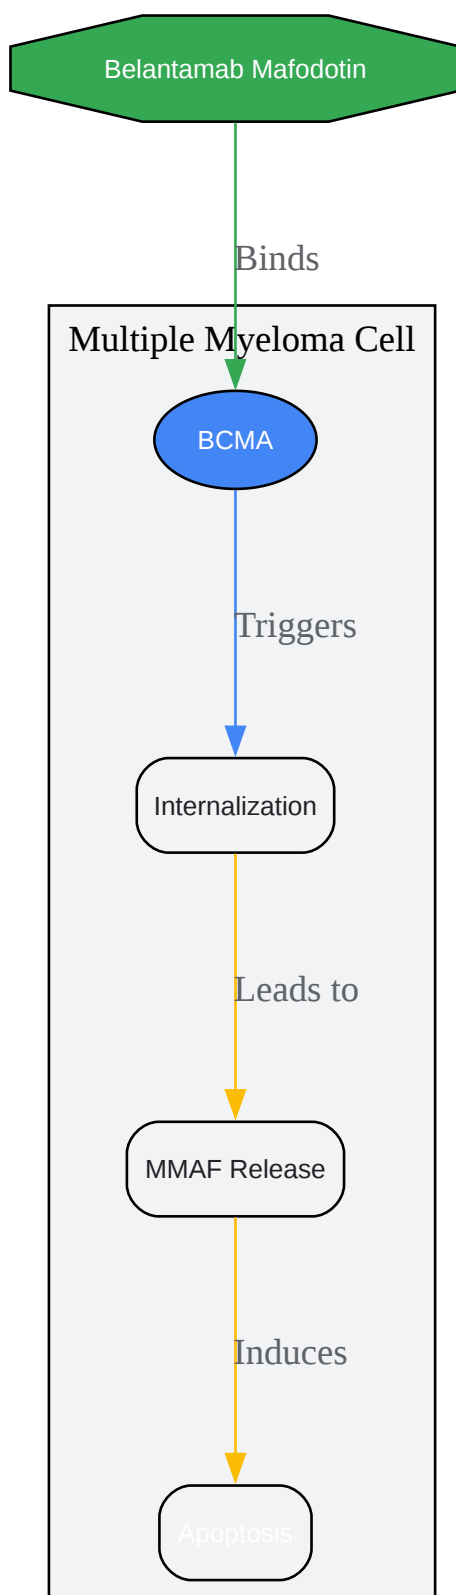 Belantamab Mafodotin
Binds
Multiple Myeloma Cell
BCMA
Triggers
Internalization
Leads to
MMAF Release
Induces
Apoptosis